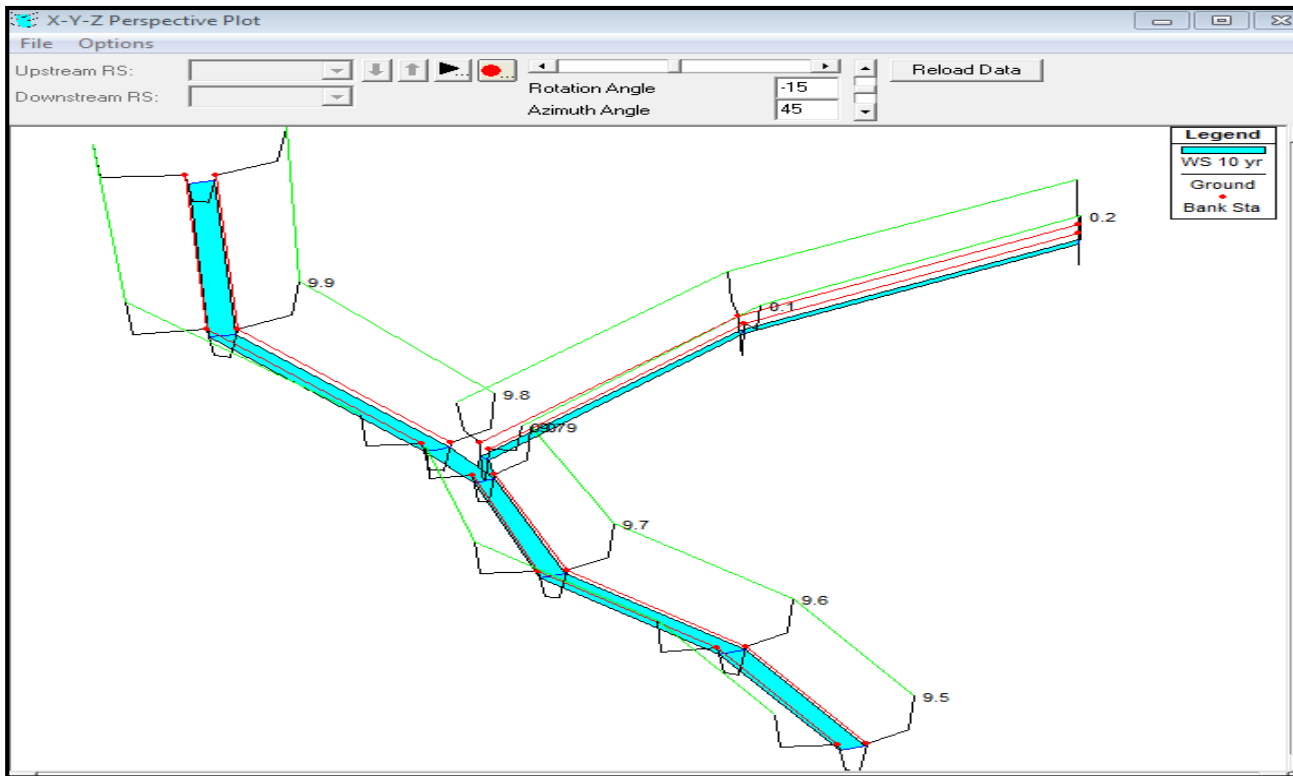 X-Y-Z Perspective Plot
File Options
Upstream RS:
Downstream RS:
Rotation Angle -15
Azimuth Angle 45
Reload Data
Legend
WS 10 yr
Ground
Bank Sta
0.2
9.9
0.1
9.8
9.7
9.6
9.5